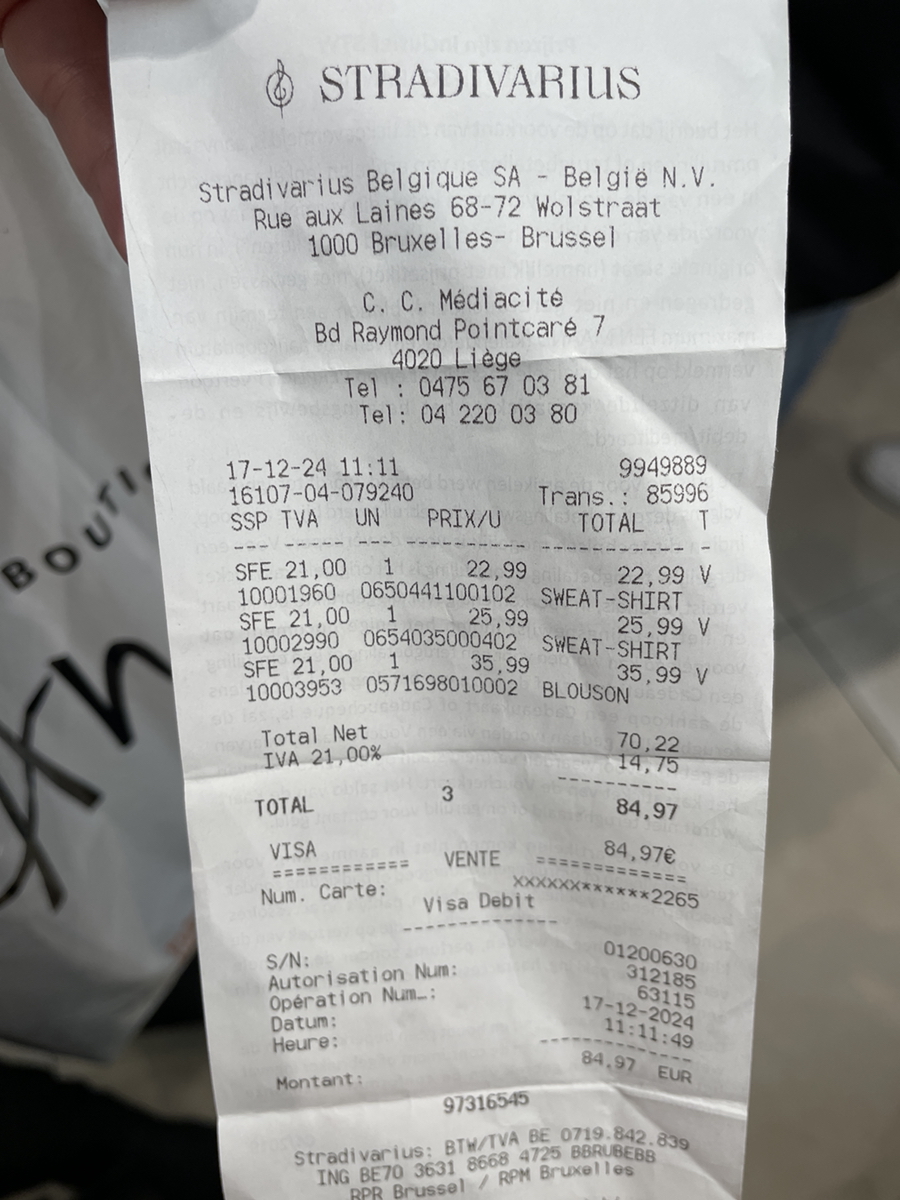 STRADIVARIUS
Stradivarius Belgique SA - België N.V.
Rue aux Laines 68-72 Wolstraat
1000 Bruxelles- Brussel
C. C. Médiacité
Bd Raymond Pointcaré 7
4020 Liège
Tel : 0475 67 03 81
Tel: 04 220 03 80
17-12-24 11:11 9949889
16107-04-079240 Trans.: 85996
SSP TVA UN PRIX/U TOTAL T
--- ----- --- ---------- ------------ -
SFE 21,00 1 22,99 22,99 V
10001960 0650441100102 SWEAT-SHIRT
SFE 21,00 1 25,99 25,99 V
10002990 0654035000402 SWEAT-SHIRT
SFE 21,00 1 35,99 35,99 V
10003953 0571698010002 BLOUSON
Total Net 70,22
IVA 21,00% 14,75
----------
TOTAL 3 84,97
VISA 84,97€
============ VENTE =============
Num. Carte: XXXXXX******2265
Visa Debit
--------------
S/N: 01200630
Autorisation Num: 312185
Opération Num-: 63115
Datum: 17-12-2024
Heure: 11:11:49
-------------
Montant: 84.97 EUR
97316545
Stradivarius: BTW/TVA BE 0719.842.839
ING BE70 3631 8668 4725 BBRUBEBB
RPR Brussel / RPM Bruxelles
BOUTI